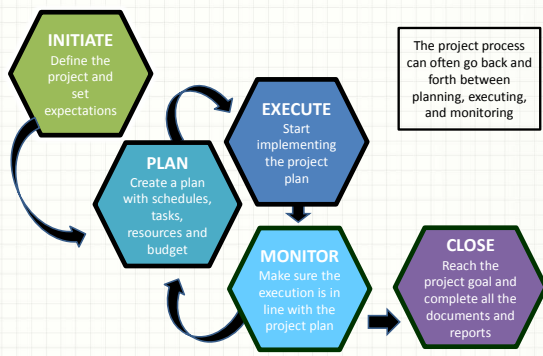 INITIATE
Define the
project and
set
expectations
The project process
can often go back and
forth between
planning, executing,
and monitoring
EXECUTE
Start
implementing
the project
plan
PLAN
Create a plan
with schedules,
tasks,
resources and
budget
MONITOR
Make sure the
execution is in
line with the
project plan
CLOSE
Reach the
project goal and
complete all the
documents and
reports